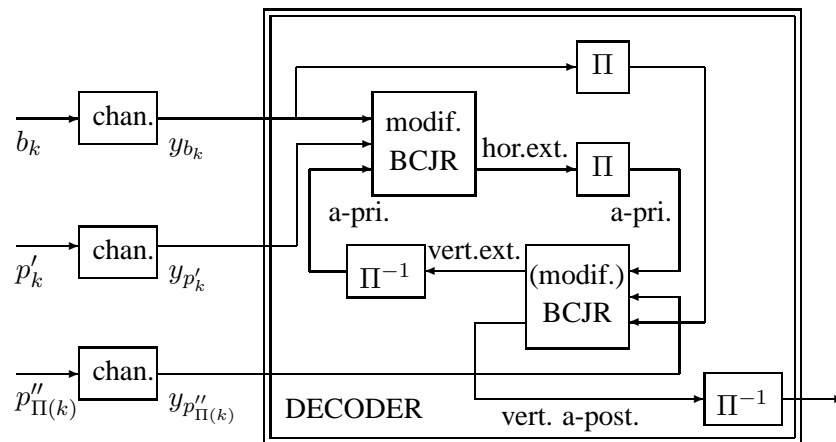 Π
chan.
modif.
b_k
y_{b_k}
BCJR
hor.ext.
Π
a-pri.
a-pri.
chan.
vert.ext.
p'_k
y_{p'_k}
Π^{-1}
(modif.)
BCJR
chan.
p''_{Π(k)}
y_{p''_{Π(k)}}
DECODER
vert. a-post.
Π^{-1}